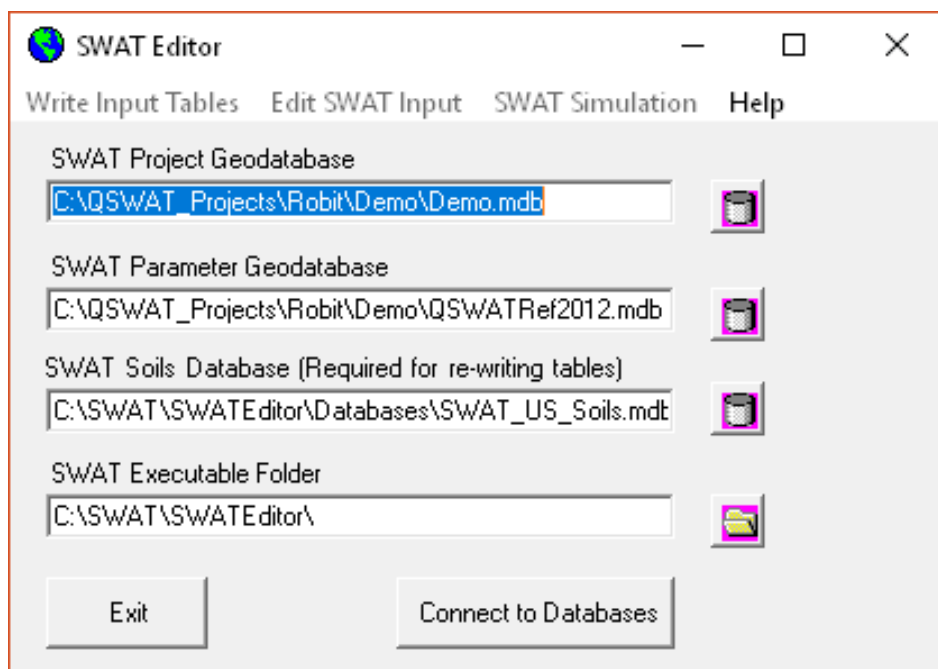 SWAT Editor
Write Input Tables Edit SWAT Input SWAT Simulation Help
SWAT Project Geodatabase
C:\QSWAT_Projects\Robit\Demo\Demo.mdb
SWAT Parameter Geodatabase
C:\QSWAT_Projects\Robit\Demo\QSWATRef2012.mdb
SWAT Soils Database (Required for re-writing tables)
C:\SWAT\SWATEditor\Databases\SWAT_US_Soils.mdb
SWAT Executable Folder
C:\SWAT\SWATEditor\
Exit Connect to Databases